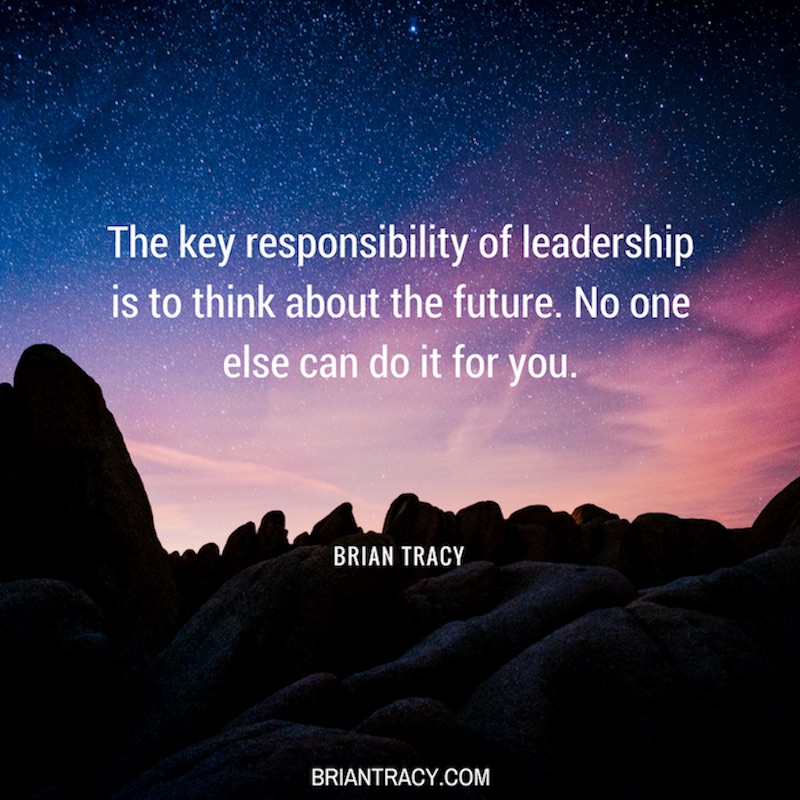 The key responsibility of leadership
is to think about the future. No one
else can do it for you.
BRIAN TRACY
BRIANTRACY.COM